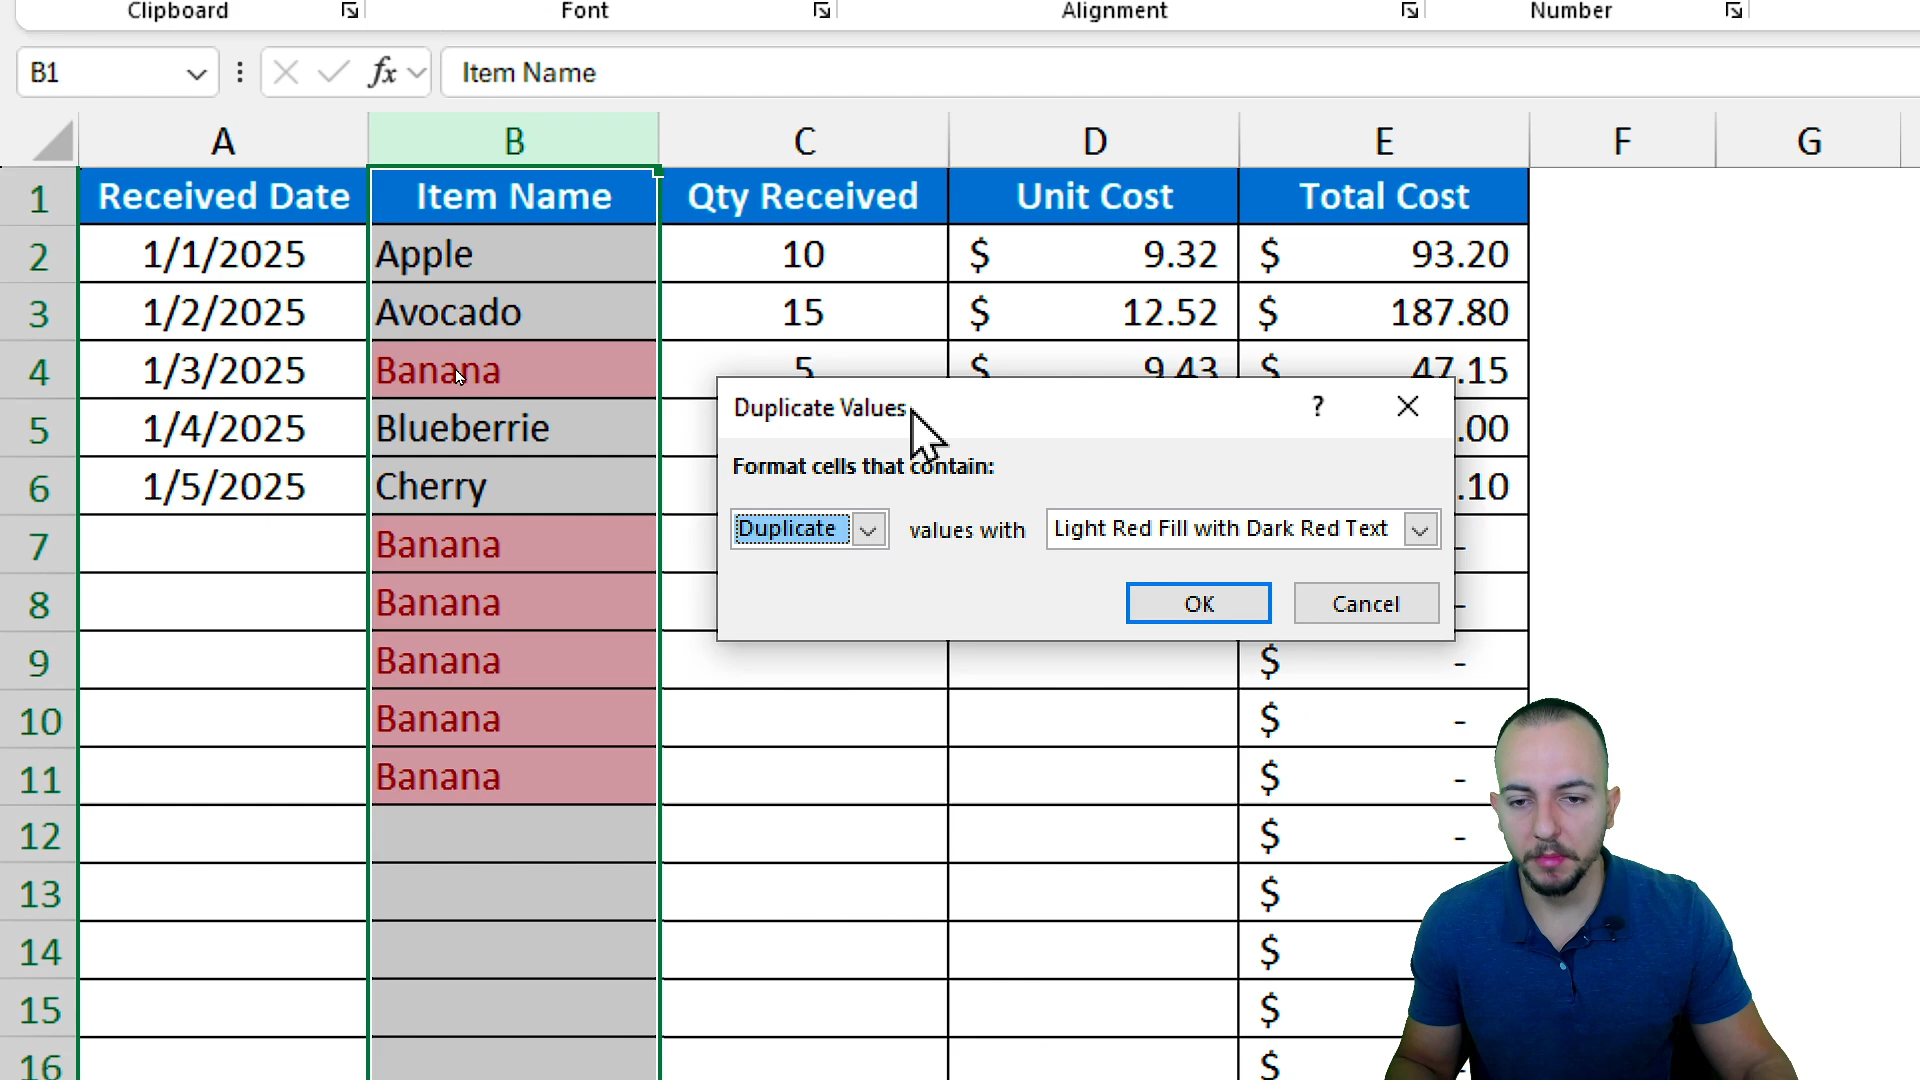 Clipboard Font Alignment Number
B1 fx Item Name
A B C D E F G
1 Received Date Item Name Qty Received Unit Cost Total Cost
2 1/1/2025 Apple 10 $ 9.32 $ 93.20
3 1/2/2025 Avocado 15 $ 12.52 $ 187.80
4 1/3/2025 Banana 5 $ 9.43 $ 47.15
Duplicate Values ?
5 1/4/2025 Blueberrie .00
Format cells that contain:
6 1/5/2025 Cherry .10
Duplicate values with Light Red Fill with Dark Red Text
7 Banana -
OK Cancel
8 Banana -
9 Banana $ -
10 Banana $ -
11 Banana $ -
12 $ -
13 $
14 $
15 $
16 $